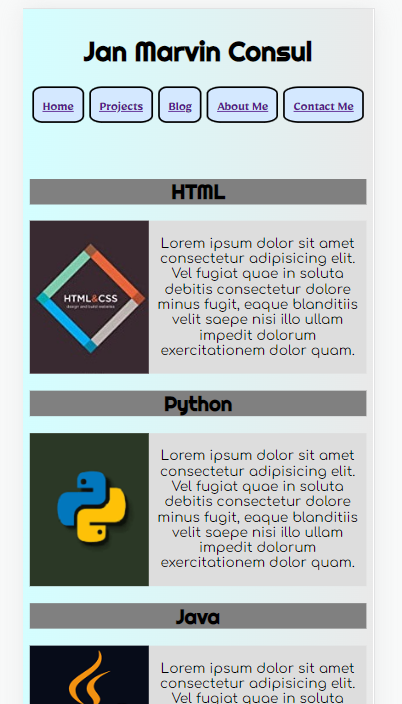 Jan Marvin Consul
Home Projects Blog About Me Contact Me
HTML
HTML&CSS
design and build websites
Lorem ipsum dolor sit amet
consectetur adipisicing elit.
Vel fugiat quae in soluta
debitis consectetur dolore
minus fugit, eaque blanditiis
velit saepe nisi illo ullam
impedit dolorum
exercitationem dolor quam.
Python
Lorem ipsum dolor sit amet
consectetur adipisicing elit.
Vel fugiat quae in soluta
debitis consectetur dolore
minus fugit, eaque blanditiis
velit saepe nisi illo ullam
impedit dolorum
exercitationem dolor quam.
Java
Lorem ipsum dolor sit amet
consectetur adipisicing elit.
Vel fugiat quae in soluta